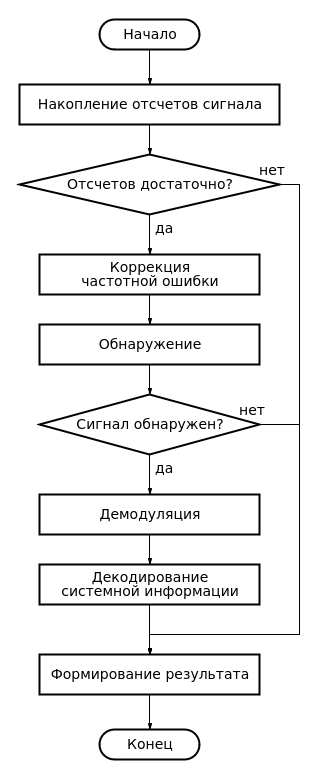 Начало
Накопление отсчетов сигнала
нет
Отсчетов достаточно?
да
Коррекция
частотной ошибки
Обнаружение
нет
Сигнал обнаружен?
да
Демодуляция
Декодирование
системной информации
Формирование результата
Конец